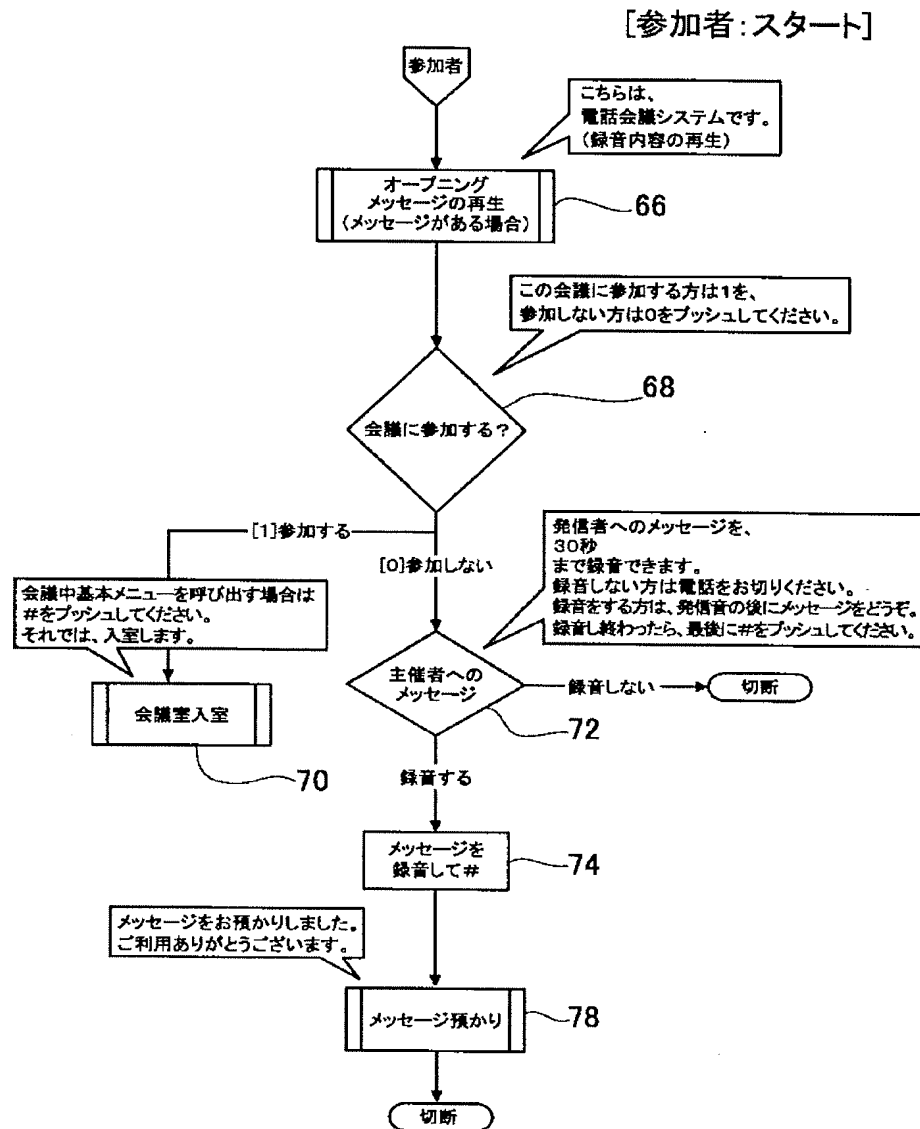 [参加者:スタート]
参加者
こちらは、
電話会議システムです。
(録音内容の再生)
オープニング
メッセージの再生
(メッセージがある場合)
66
この会議に参加する方は1を、
参加しない方は0をプッシュしてください。
68
会議に参加する?
[1]参加する
[0]参加しない
発信者へのメッセージを、
30秒
まで録音できます。
録音しない方は電話をお切りください。
録音をする方は、発信音の後にメッセージをどうぞ。
録音し終わったら、最後に#をプッシュしてください。
会議中基本メニューを呼び出す場合は
#をプッシュしてください。
それでは、入室します。
主催者への
メッセージ
録音しない
切断
72
会議室入室
70
録音する
メッセージを
録音して#
74
メッセージをお預かりしました。
ご利用ありがとうございます。
メッセージ預かり
78
切断